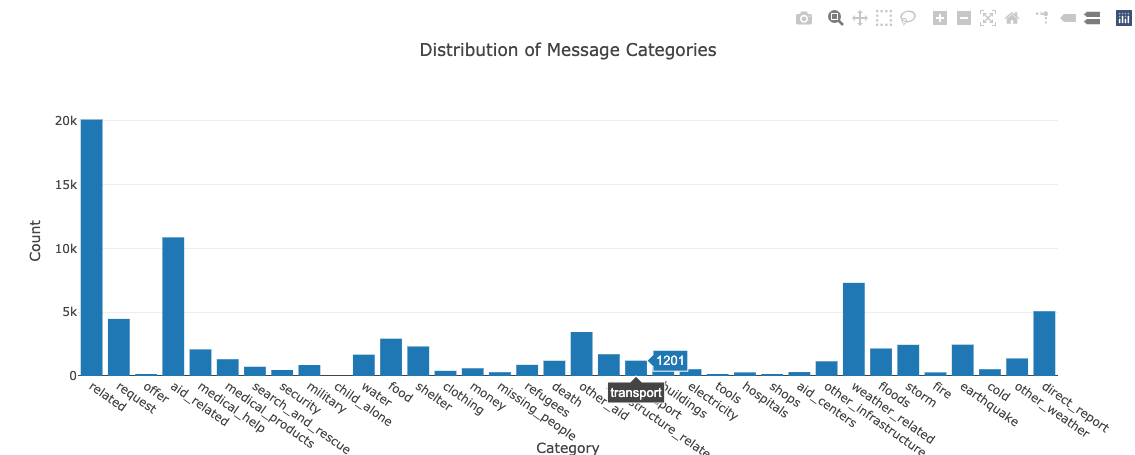 Distribution of Message Categories
20k
15k
10k
5k
0
Count
1201
transport
related
request
offer
aid_related
medical_help
medical_products
search_and_rescue
security
military
child_alone
water
food
shelter
clothing
money
missing_people
refugees
death
other_aid
buildings
electricity
tools
hospitals
shops
aid_centers
other_infrastructure
weather_related
floods
storm
fire
earthquake
cold
other_weather
direct_report
Category